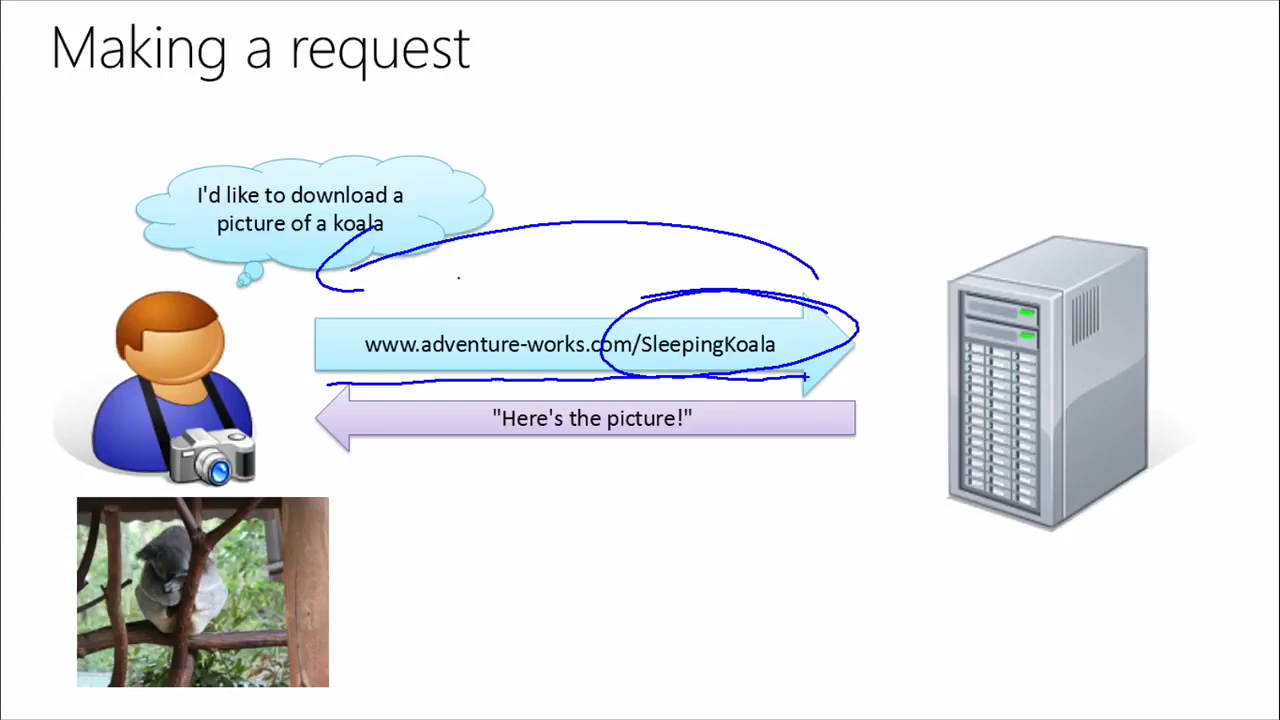 Making a request
I'd like to download a
picture of a koala
www.adventure-works.com/SleepingKoala
"Here's the picture!"